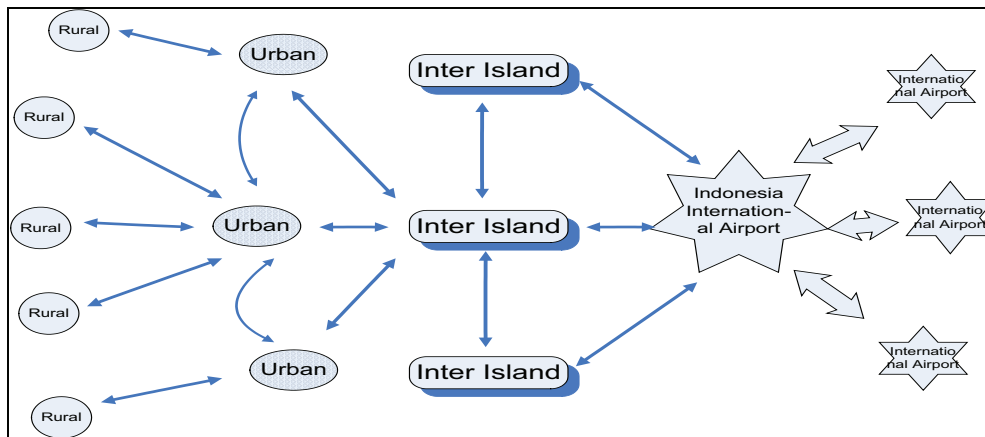 Rural
Rural
Rural
Rural
Rural
Urban
Urban
Urban
Inter Island
Inter Island
Inter Island
Indonesia
Internation-
al Airport
Internatio
nal Airport
Internatio
nal Airport
Internatio
nal Airport